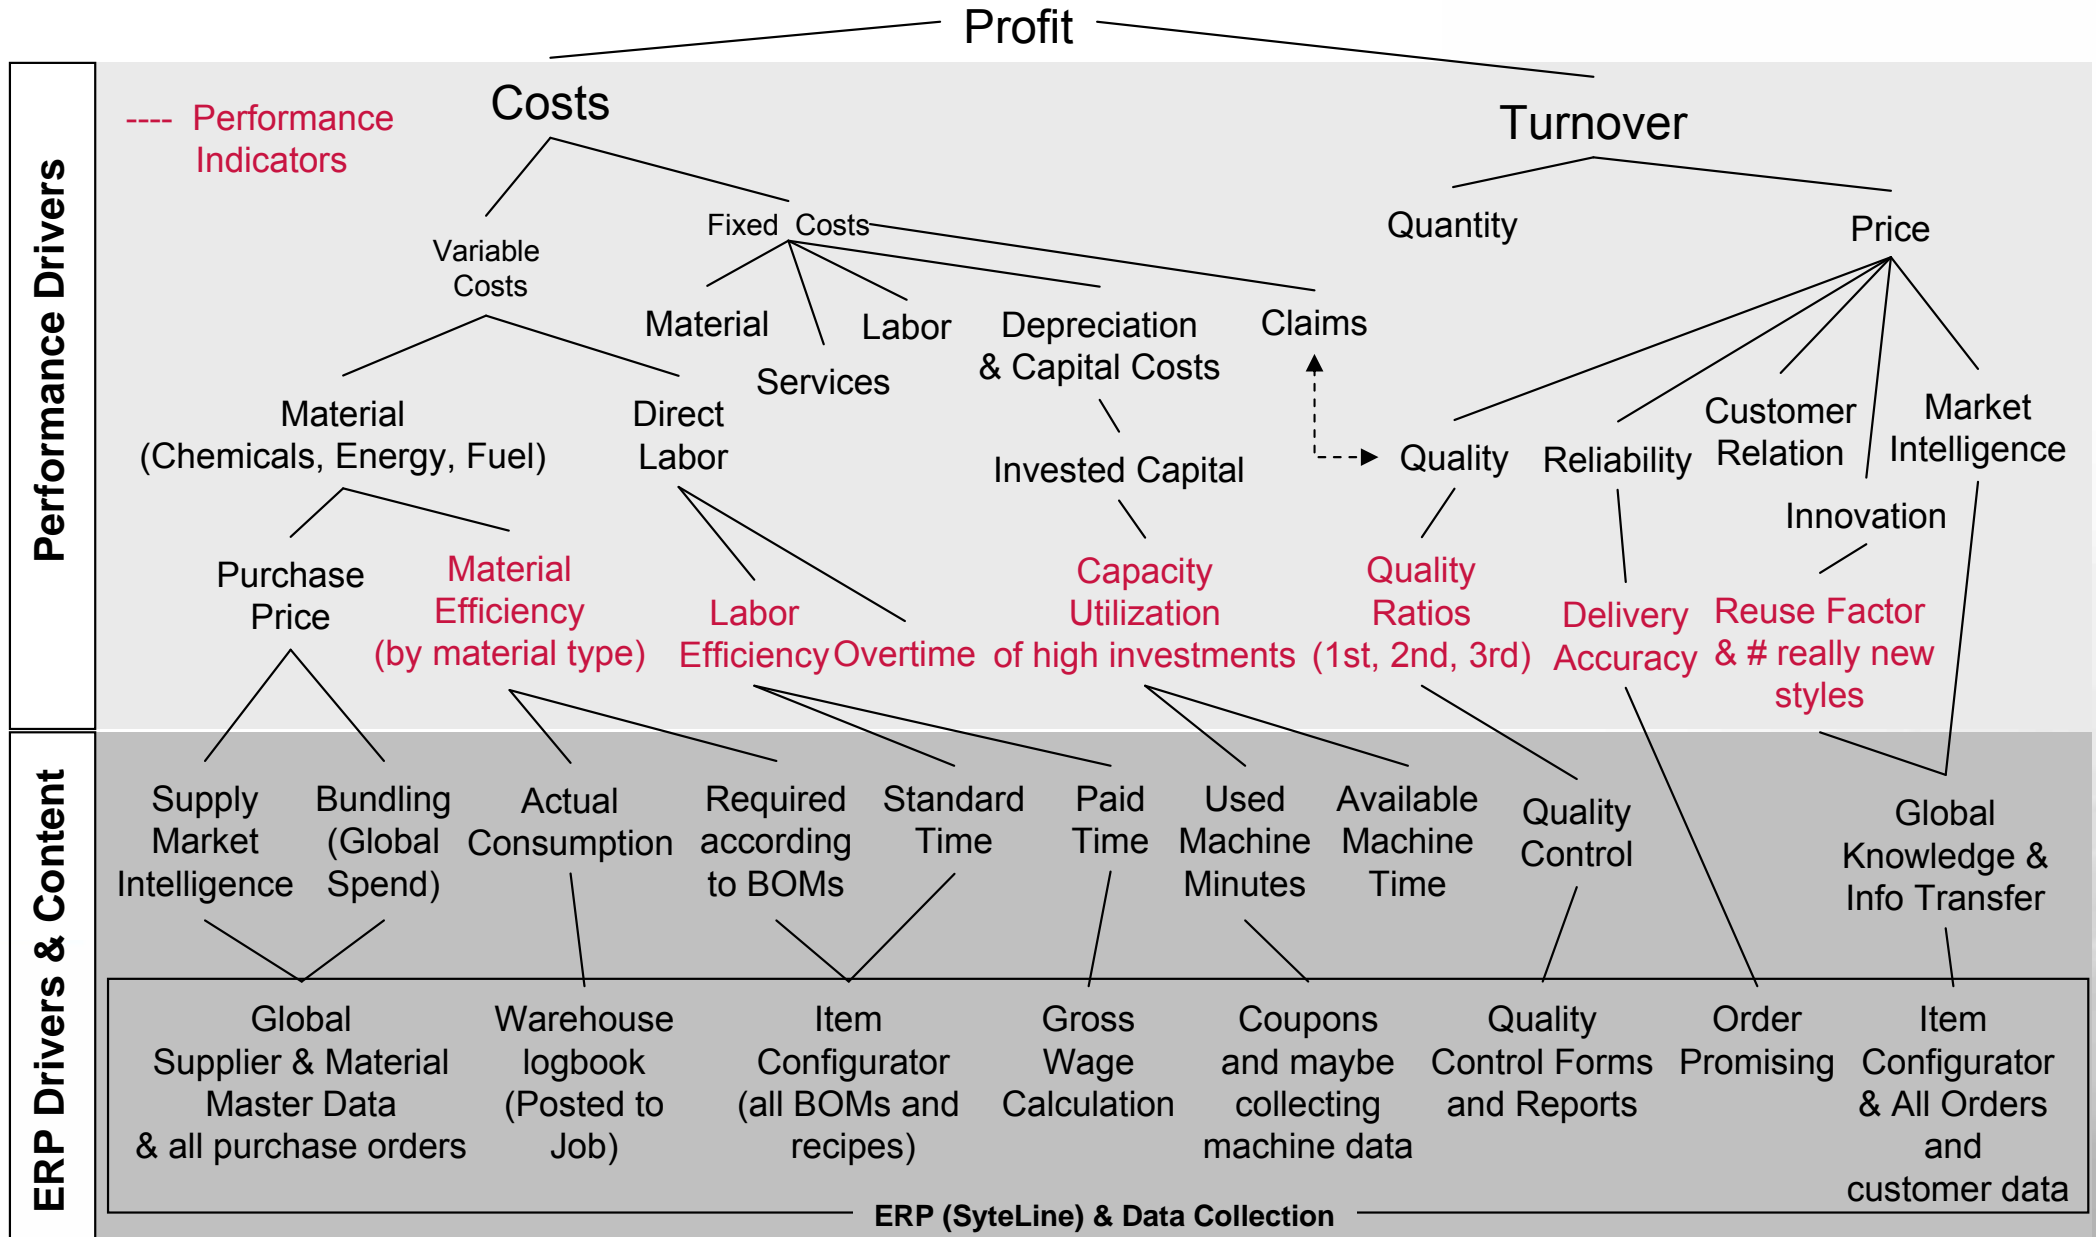 Profit
Performance Drivers
---- Performance
Indicators
Costs
Turnover
Variable
Costs
Fixed Costs
Quantity
Price
Material
Services
Labor
Depreciation
& Capital Costs
Claims
Material
(Chemicals, Energy, Fuel)
Direct
Labor
Invested Capital
Quality
Reliability
Customer
Relation
Market
Intelligence
Innovation
Purchase
Price
Material
Efficiency
(by material type)
Labor
Efficiency
Overtime
Capacity
Utilization
of high investments
Quality
Ratios
(1st, 2nd, 3rd)
Delivery
Accuracy
Reuse Factor
& # really new
styles
ERP Drivers & Content
Supply
Market
Intelligence
Bundling
(Global
Spend)
Actual
Consumption
Required
according
to BOMs
Standard
Time
Paid
Time
Used
Machine
Minutes
Available
Machine
Time
Quality
Control
Global
Knowledge &
Info Transfer
Global
Supplier & Material
Master Data
& all purchase orders
Warehouse
logbook
(Posted to
Job)
Item
Configurator
(all BOMs and
recipes)
Gross
Wage
Calculation
Coupons
and maybe
collecting
machine data
Quality
Control Forms
and Reports
Order
Promising
Item
Configurator
& All Orders
and
customer data
ERP (SyteLine) & Data Collection